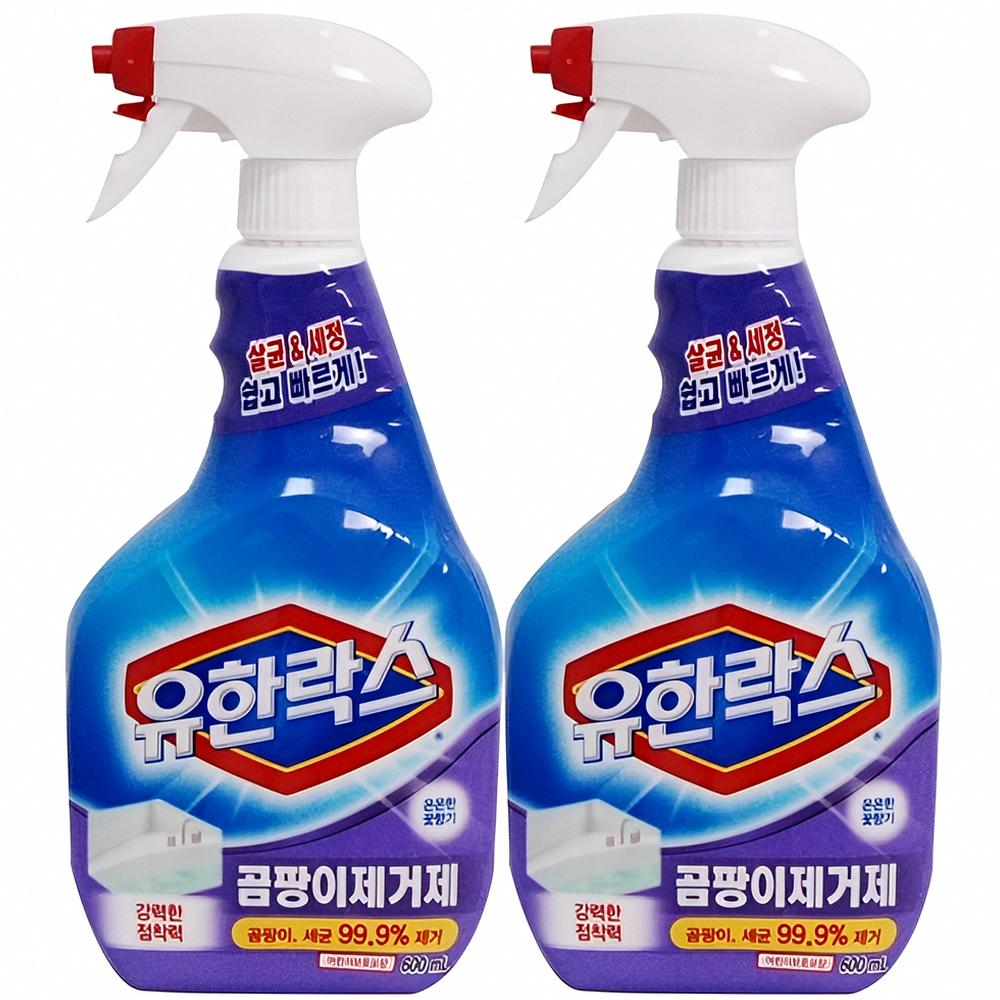 살균 & 세정
쉽고 빠르게!
유한락스
은은한
꽃향기
곰팡이제거제
강력한
점착력
곰팡이, 세균 99.9% 제거
600 mL
살균 & 세정
쉽고 빠르게!
유한락스
은은한
꽃향기
곰팡이제거제
강력한
점착력
곰팡이, 세균 99.9% 제거
600 mL